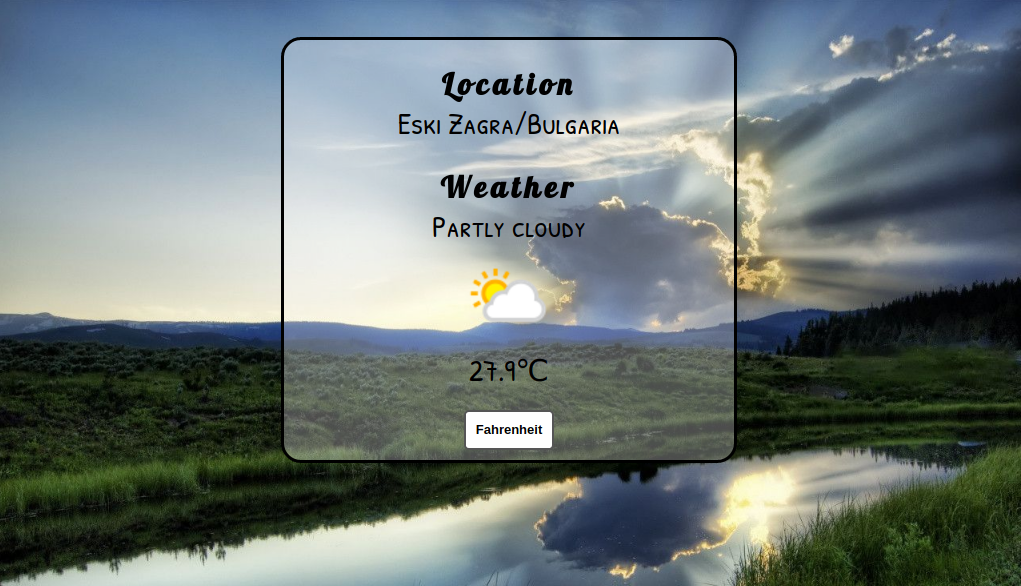 Location
Eski Zagra/Bulgaria
Weather
Partly cloudy
27.9°C
Fahrenheit